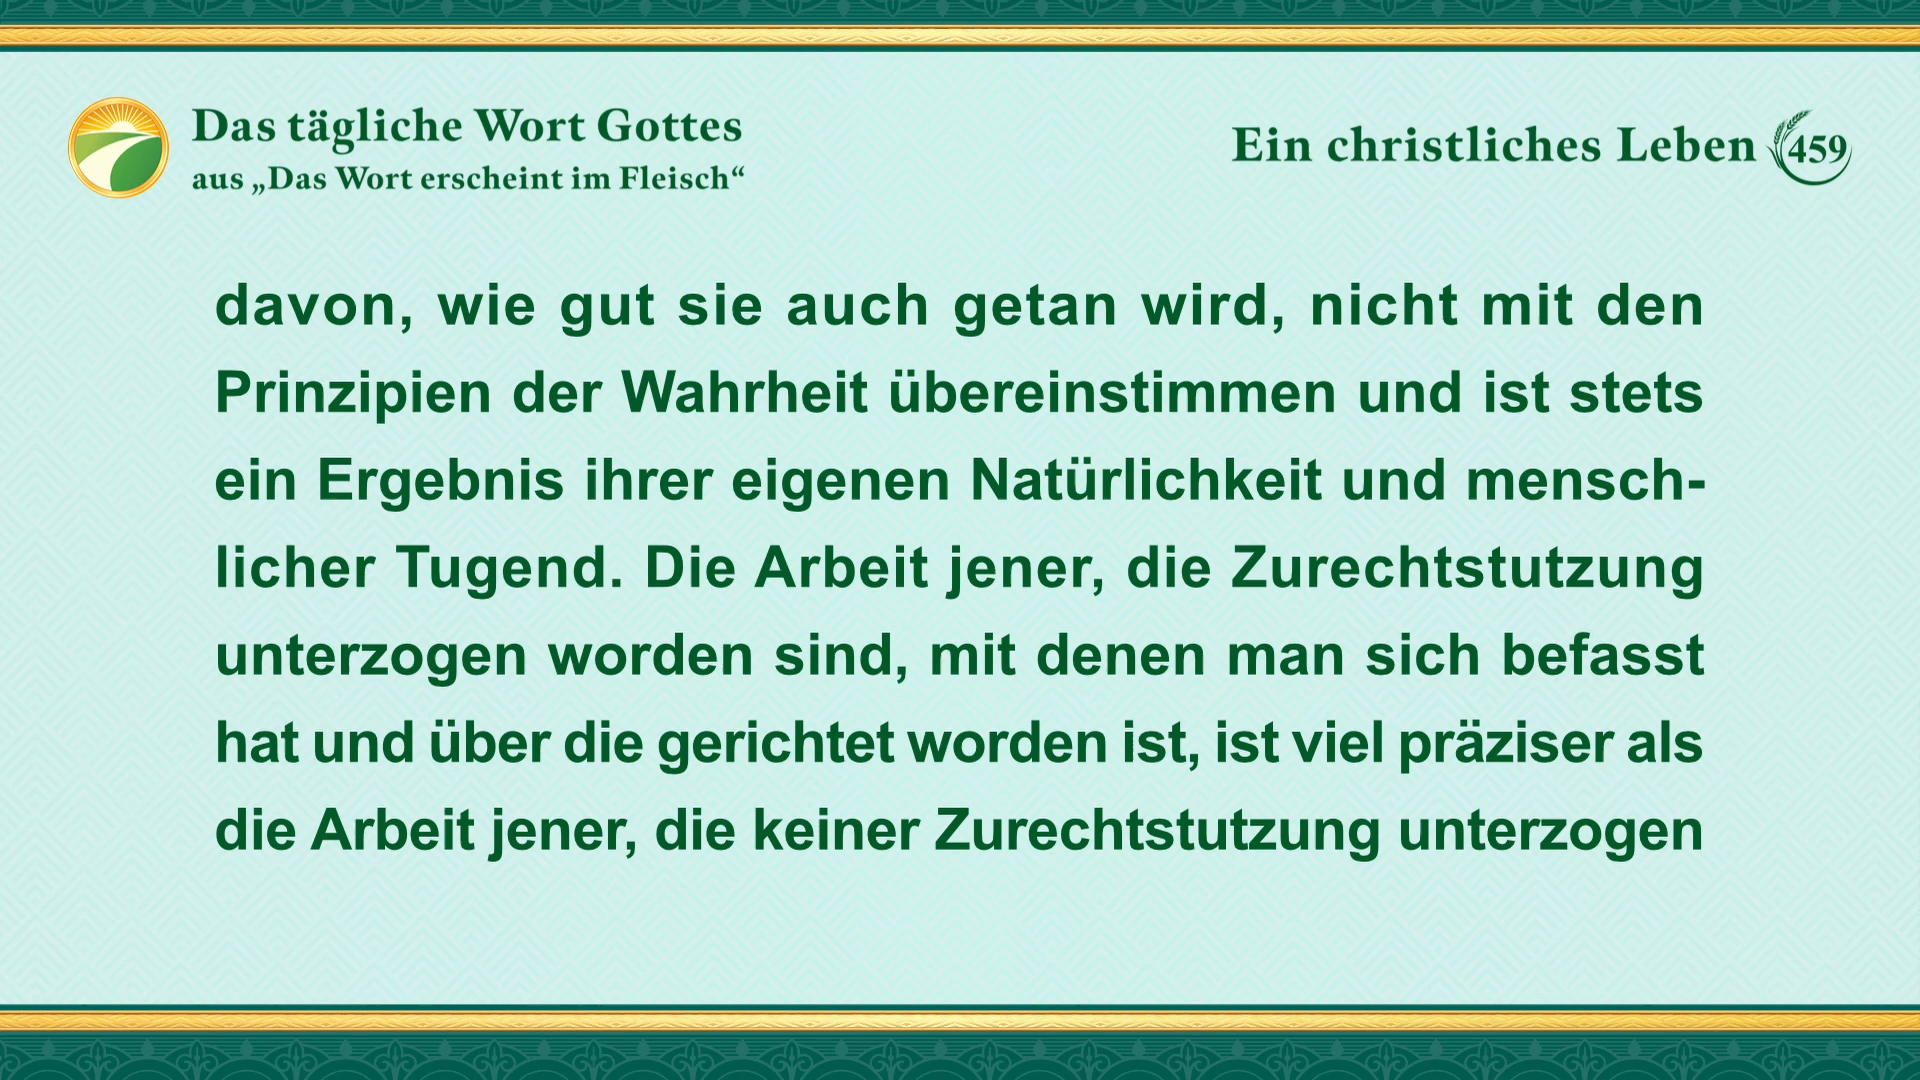 Das tägliche Wort Gottes
aus „Das Wort erscheint im Fleisch“
Ein christliches Leben 459
davon, wie gut sie auch getan wird, nicht mit den
Prinzipien der Wahrheit übereinstimmen und ist stets
ein Ergebnis ihrer eigenen Natürlichkeit und mensch-
licher Tugend. Die Arbeit jener, die Zurechtstutzung
unterzogen worden sind, mit denen man sich befasst
hat und über die gerichtet worden ist, ist viel präziser als
die Arbeit jener, die keiner Zurechtstutzung unterzogen